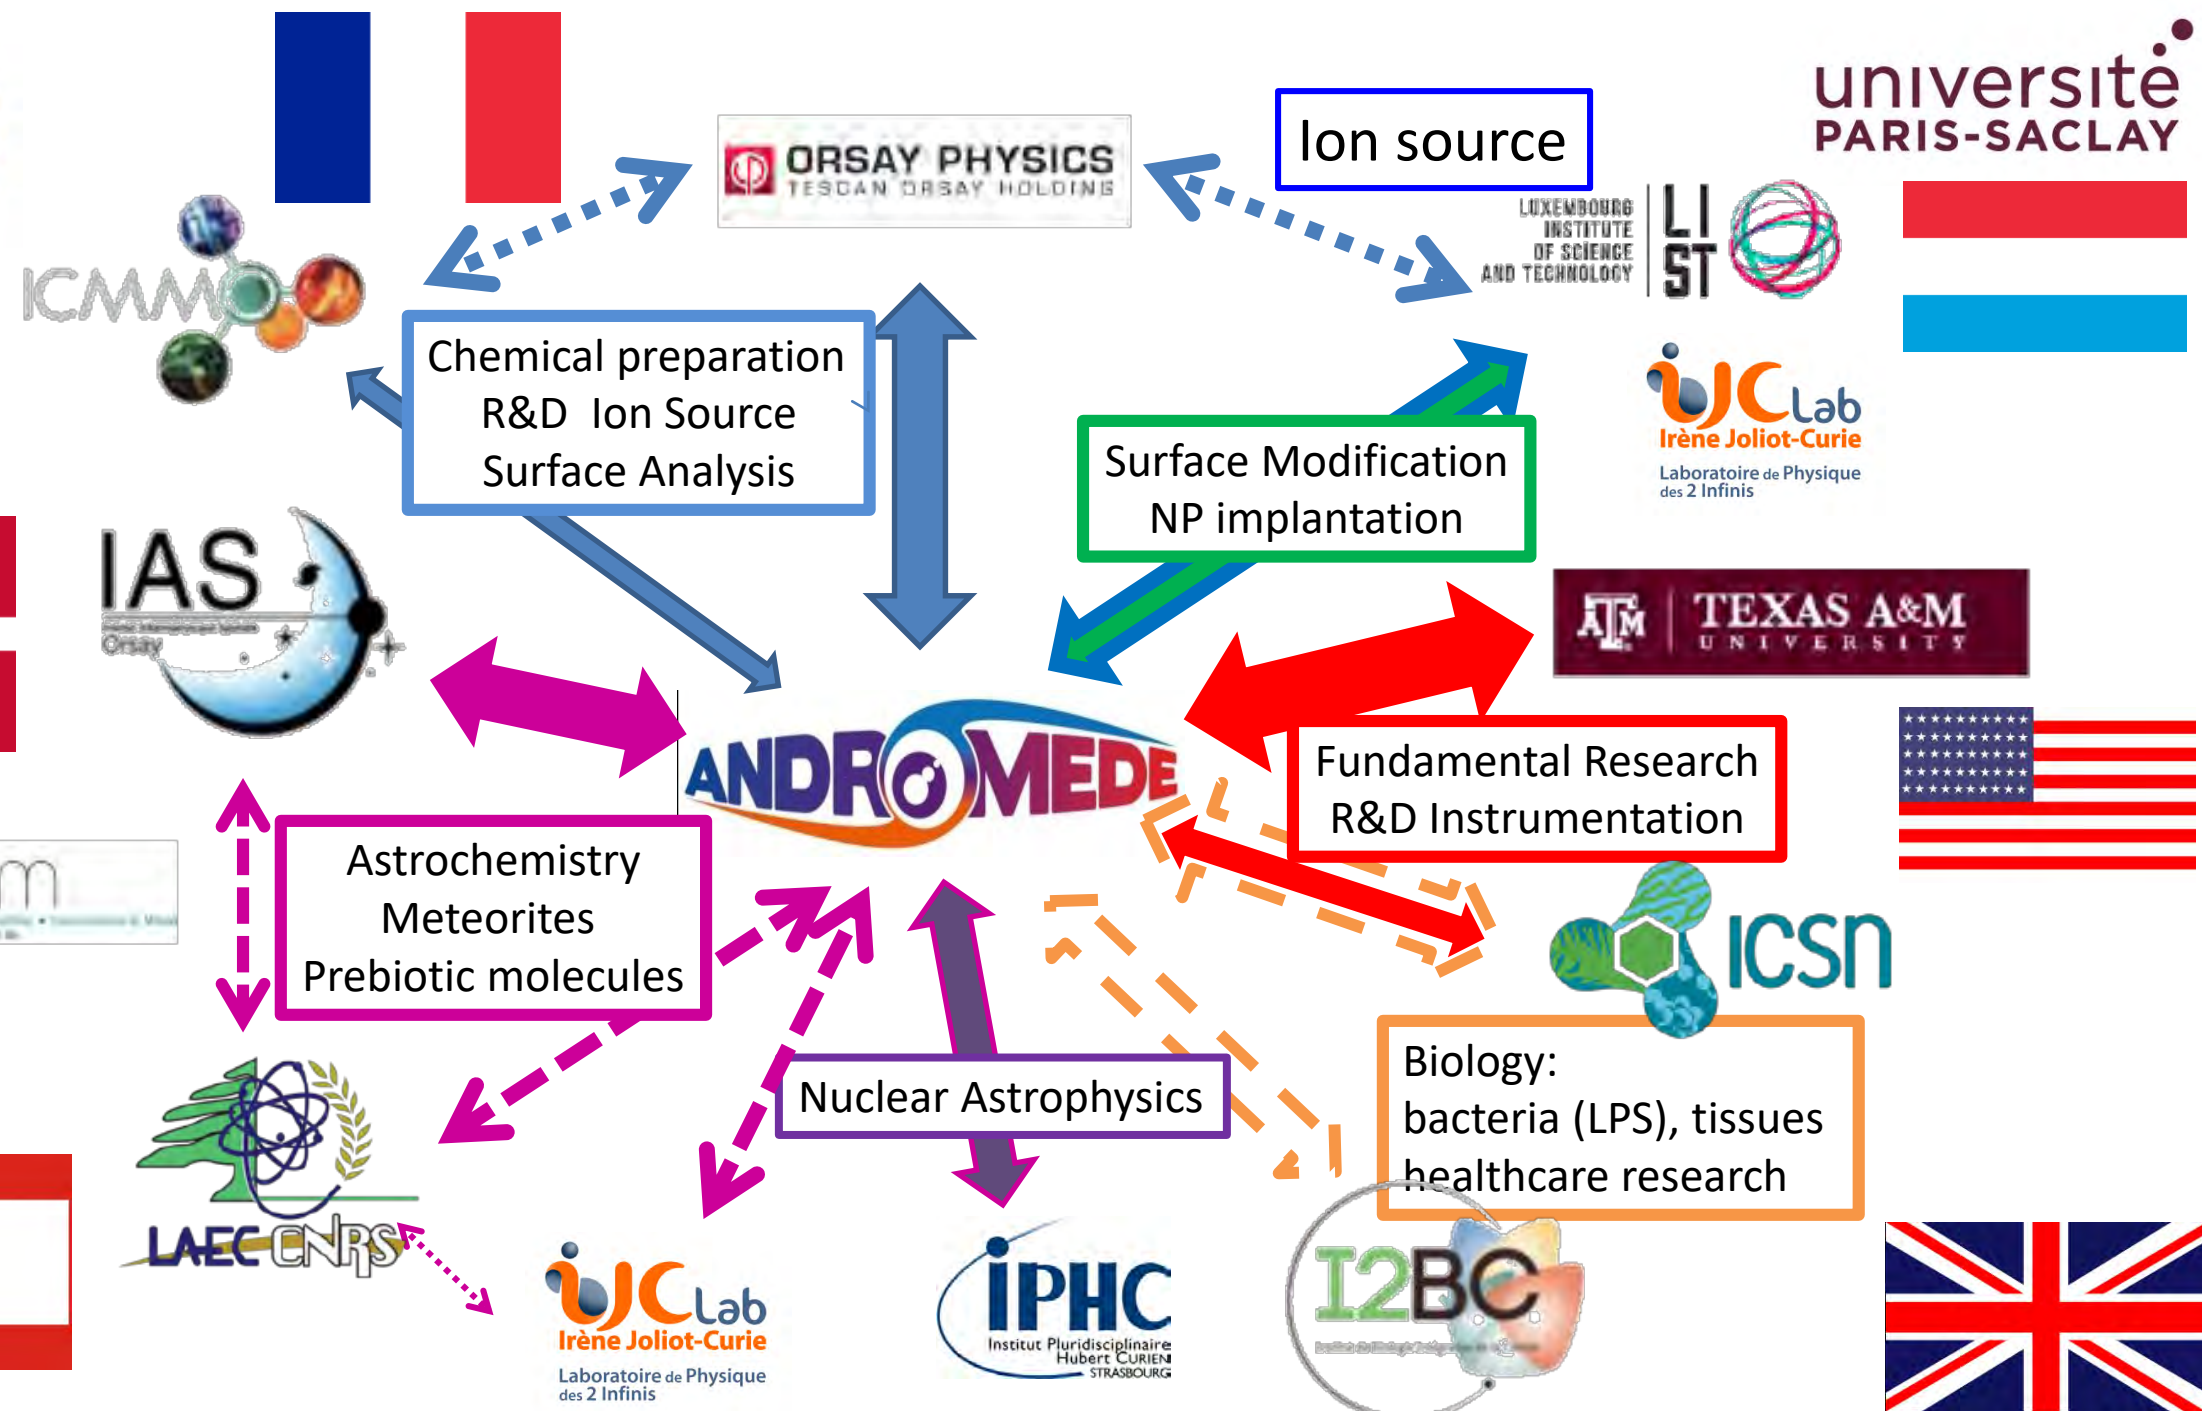 université
PARIS-SACLAY
ORSAY PHYSICS
TESCAN ORSAY HOLDING
Ion source
LUXEMBOURG
INSTITUTE
OF SCIENCE
AND TECHNOLOGY
LI
ST
ICMMO
Chemical preparation
R&D Ion Source
Surface Analysis
iJCLab
Irène Joliot-Curie
Laboratoire de Physique
des 2 Infinis
Surface Modification
NP implantation
IAS
Orsay
ATM
TEXAS A&M
UNIVERSITY
ANDROMEDE
Fundamental Research
R&D Instrumentation
Astrochemistry
Meteorites
Prebiotic molecules
m
ICSN
Biology:
bacteria (LPS), tissues
healthcare research
Nuclear Astrophysics
LAEC CNRS
iJCLab
Irène Joliot-Curie
Laboratoire de Physique
des 2 Infinis
iPHC
Institut Pluridisciplinaire
Hubert CURIEN
STRASBOURG
I2BC